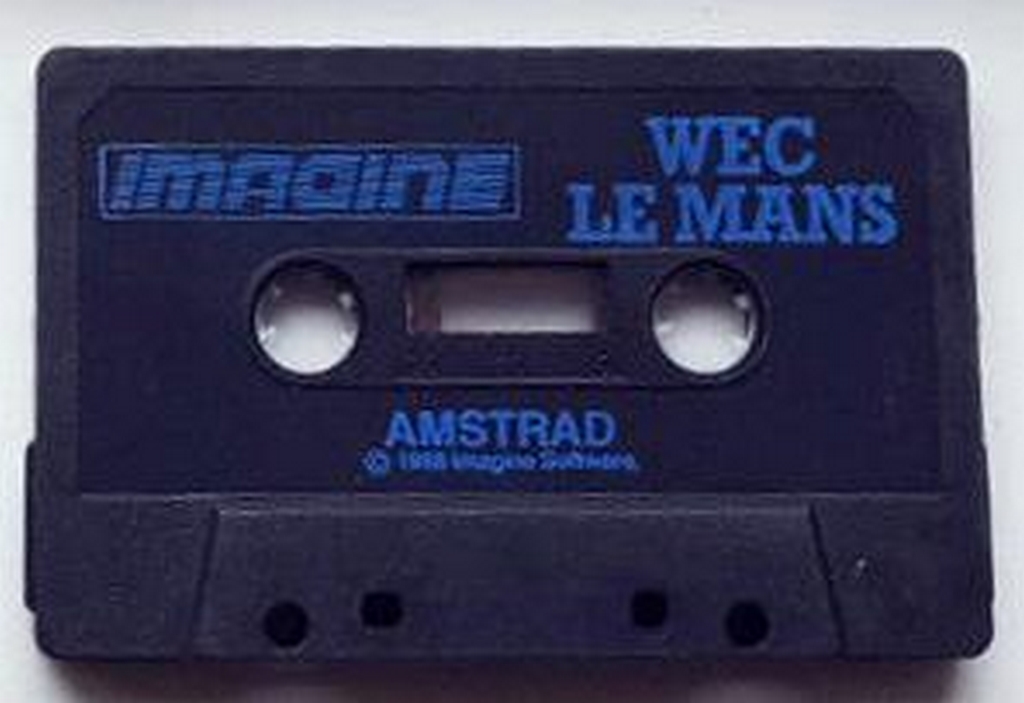 IMAGINE
WEC
LE MANS
AMSTRAD
© 1988 Imagine Software.